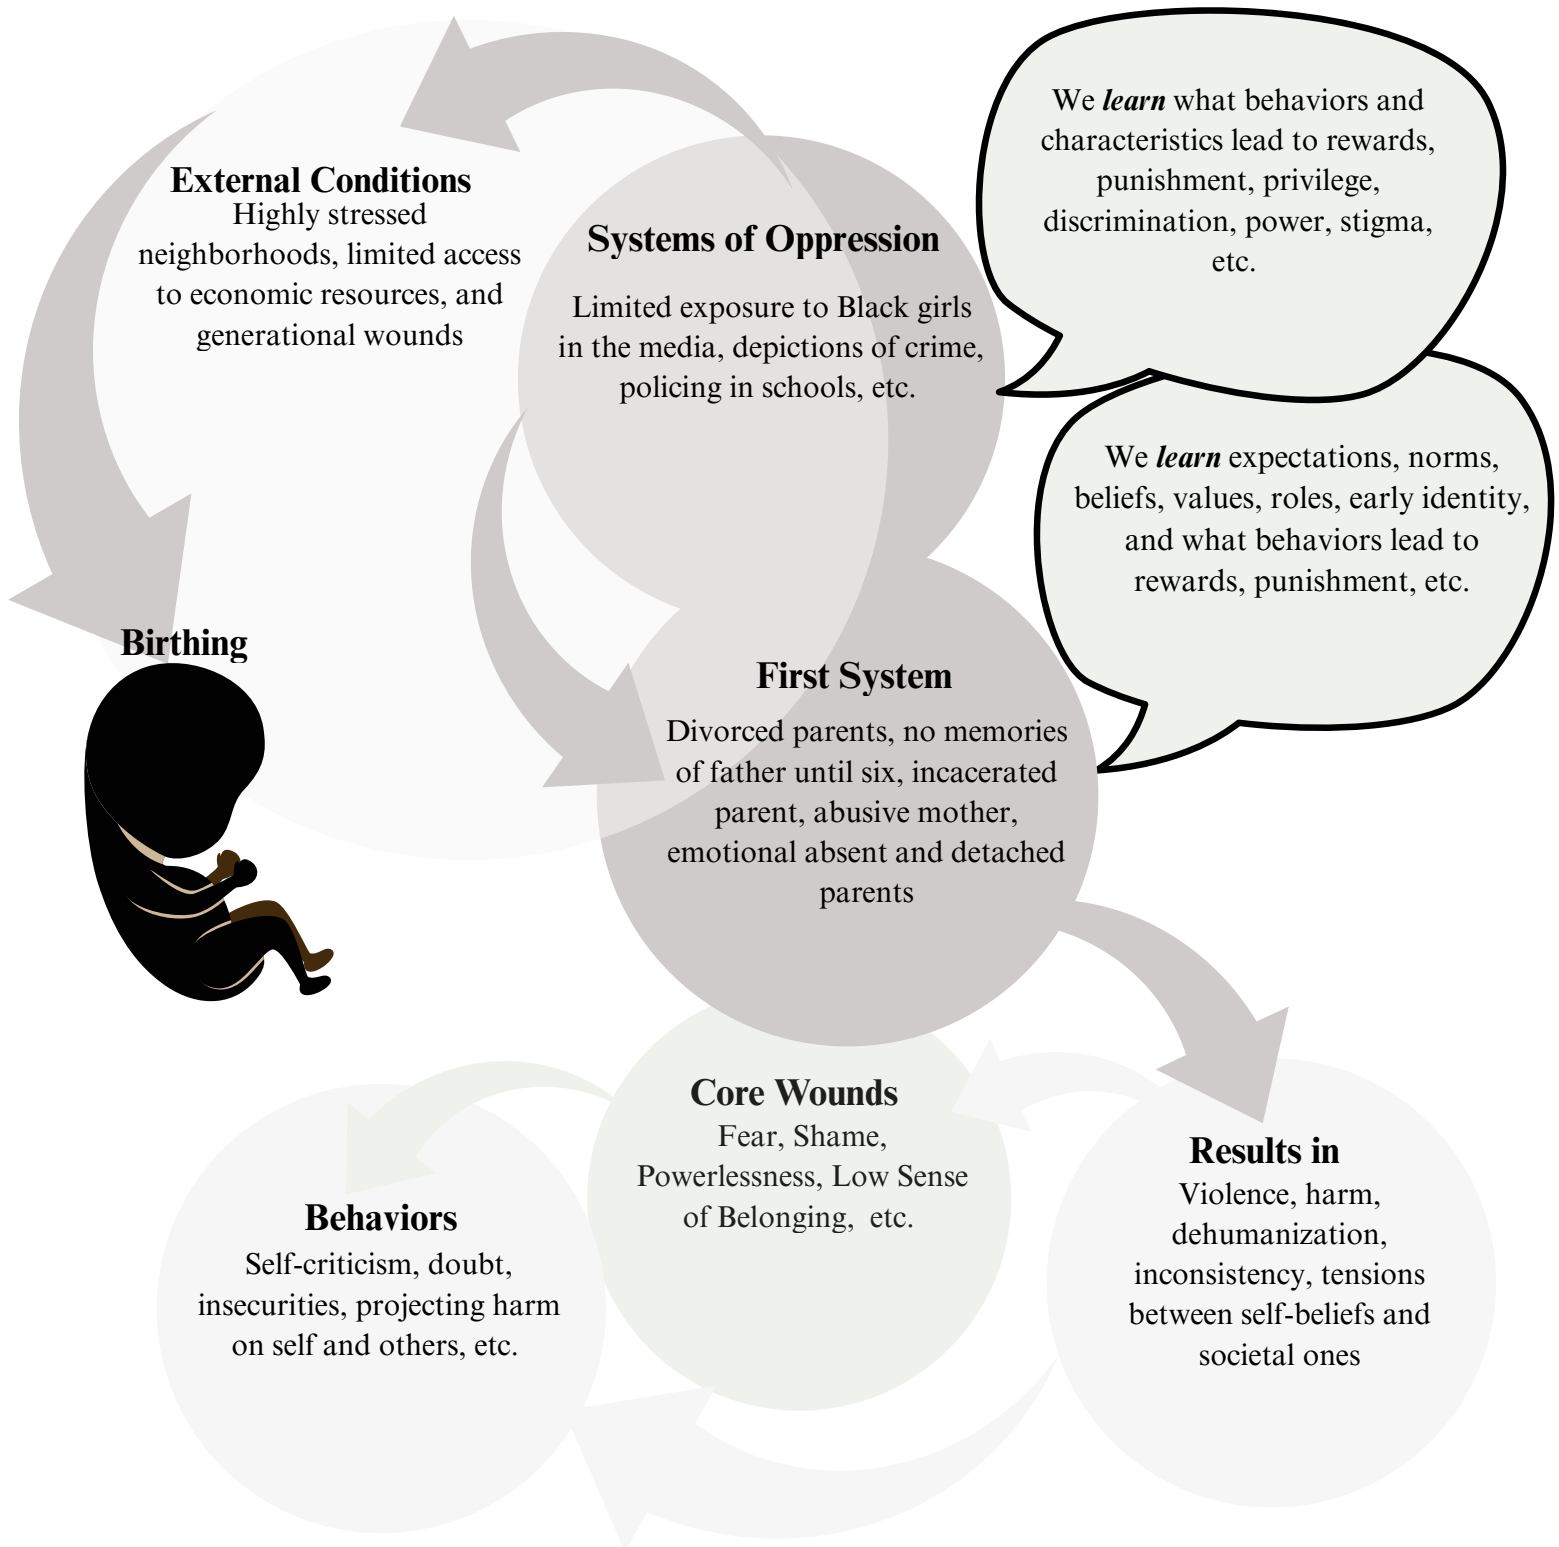 External Conditions
Highly stressed
neighborhoods, limited access
to economic resources, and
generational wounds
Systems of Oppression
Limited exposure to Black girls
in the media, depictions of crime,
policing in schools, etc.
We learn what behaviors and
characteristics lead to rewards,
punishment, privilege,
discrimination, power, stigma,
etc.
We learn expectations, norms,
beliefs, values, roles, early identity,
and what behaviors lead to
rewards, punishment, etc.
Birthing
First System
Divorced parents, no memories
of father until six, incacerated
parent, abusive mother,
emotional absent and detached
parents
Core Wounds
Fear, Shame,
Powerlessness, Low Sense
of Belonging, etc.
Results in
Violence, harm,
dehumanization,
inconsistency, tensions
between self-beliefs and
societal ones
Behaviors
Self-criticism, doubt,
insecurities, projecting harm
on self and others, etc.